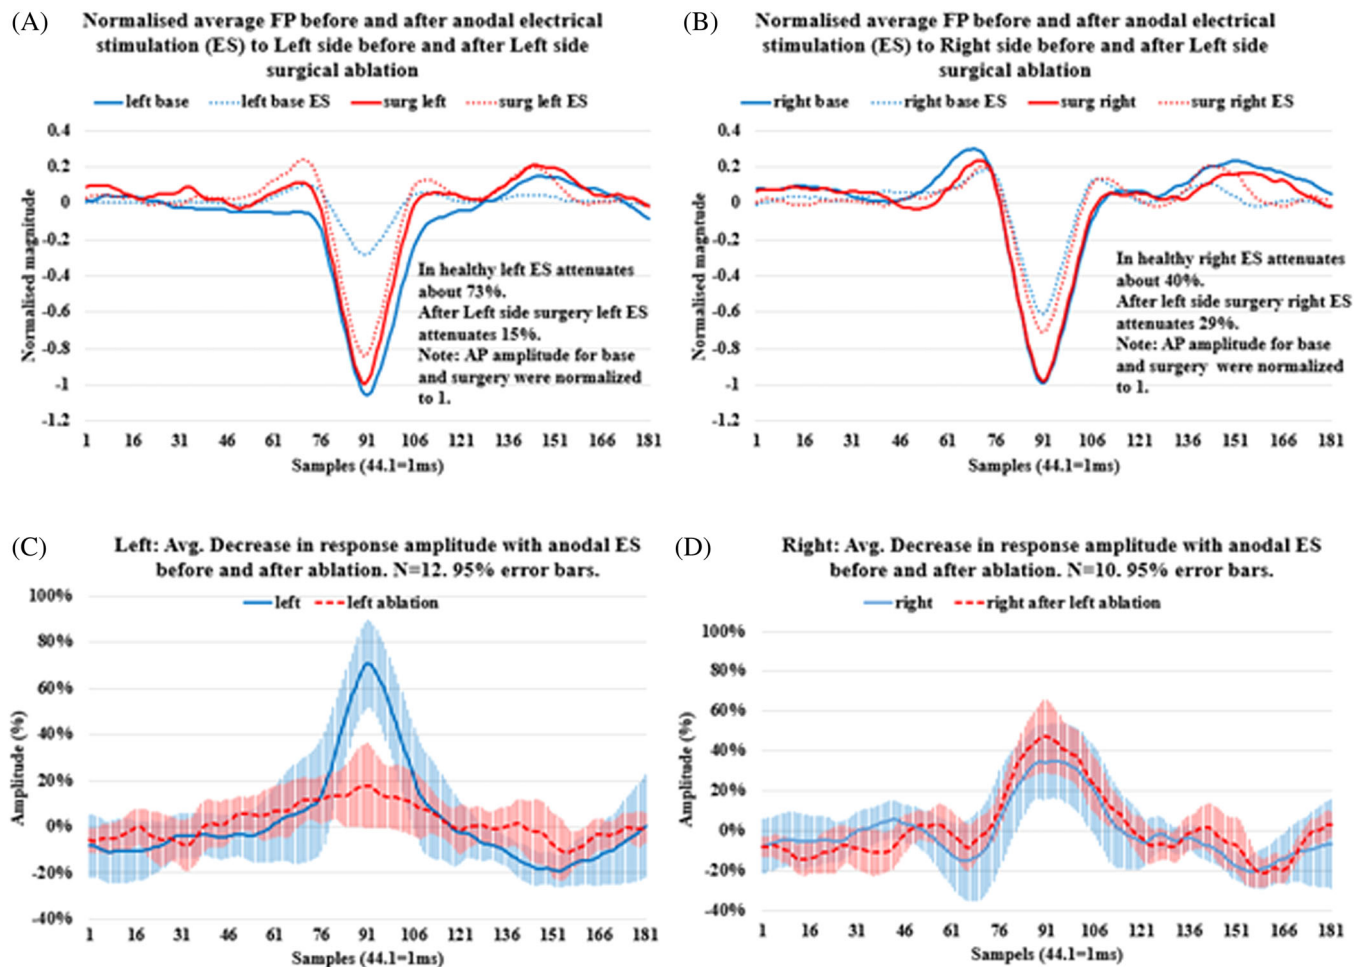 (A)
Normalised average FP before and after anodal electrical
stimulation (ES) to Left side before and after Left side
surgical ablation
left base left base ES surg left surg left ES
0.4
0.2
0
-0.2
-0.4
-0.6
-0.8
-1
-1.2
Normalised magnitude
In healthy left ES attenuates
about 73%.
After Left side surgery left ES
attenuates 15%.
Note: AP amplitude for base
and surgery were normalized
to 1.
1 16 31 46 61 76 91 106 121 136 151 166 181
Samples (44.1=1ms)
(B)
Normalised average FP before and after anodal electrical
stimulation (ES) to Right side before and after Left side
surgical ablation
right base right base ES surg right surg right ES
0.4
0.2
0
-0.2
-0.4
-0.6
-0.8
-1
-1.2
Normalised magnitude
In healthy right ES attenuates
about 40%.
After left side surgery right ES
attenuates 29%.
Note: AP amplitude for base
and surgery were normalized
to 1.
1 16 31 46 61 76 91 106 121 136 151 166 181
Samples (44.1=1ms)
(C)
Left: Avg. Decrease in response amplitude with anodal ES
before and after ablation. N=12. 95% error bars.
left left ablation
100%
80%
60%
40%
20%
0%
-20%
-40%
Amplitude (%)
1 16 31 46 61 76 91 106 121 136 151 166 181
Samples (44.1=1ms)
(D)
Right: Avg. Decrease in response amplitude with anodal ES
before and after ablation. N=10. 95% error bars.
right right after left ablation
100%
80%
60%
40%
20%
0%
-20%
-40%
Amplitude (%)
1 16 31 46 61 76 91 106 121 136 151 166 181
Sampels (44.1=1ms)